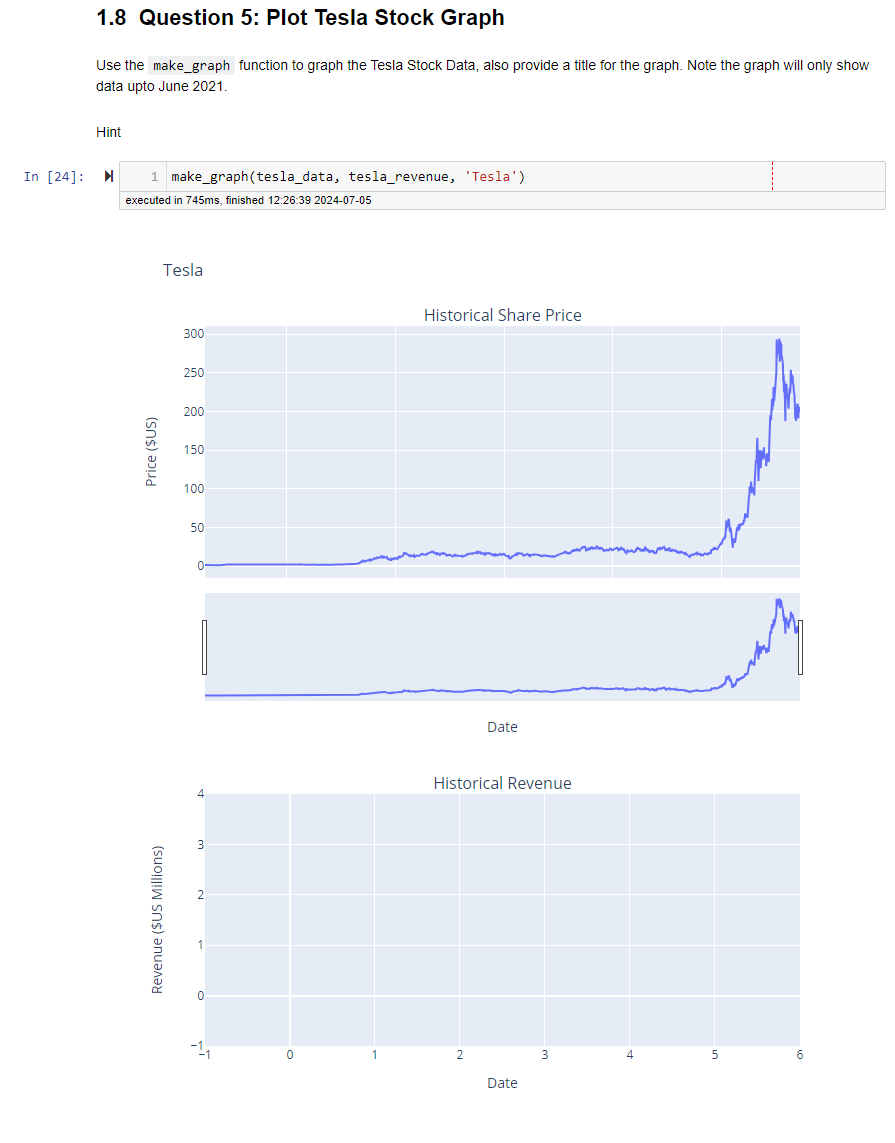 1.8 Question 5: Plot Tesla Stock Graph
Use the make_graph function to graph the Tesla Stock Data, also provide a title for the graph. Note the graph will only show
data upto June 2021.
Hint
In [24]:
1 make_graph(tesla_data, tesla_revenue, 'Tesla')
executed in 745ms, finished 12:26:39 2024-07-05
Tesla
Historical Share Price
300
250
200
150
100
50
0
Price ($US)
Date
Historical Revenue
4
3
2
1
0
−1
Revenue ($US Millions)
−1 0 1 2 3 4 5 6
Date